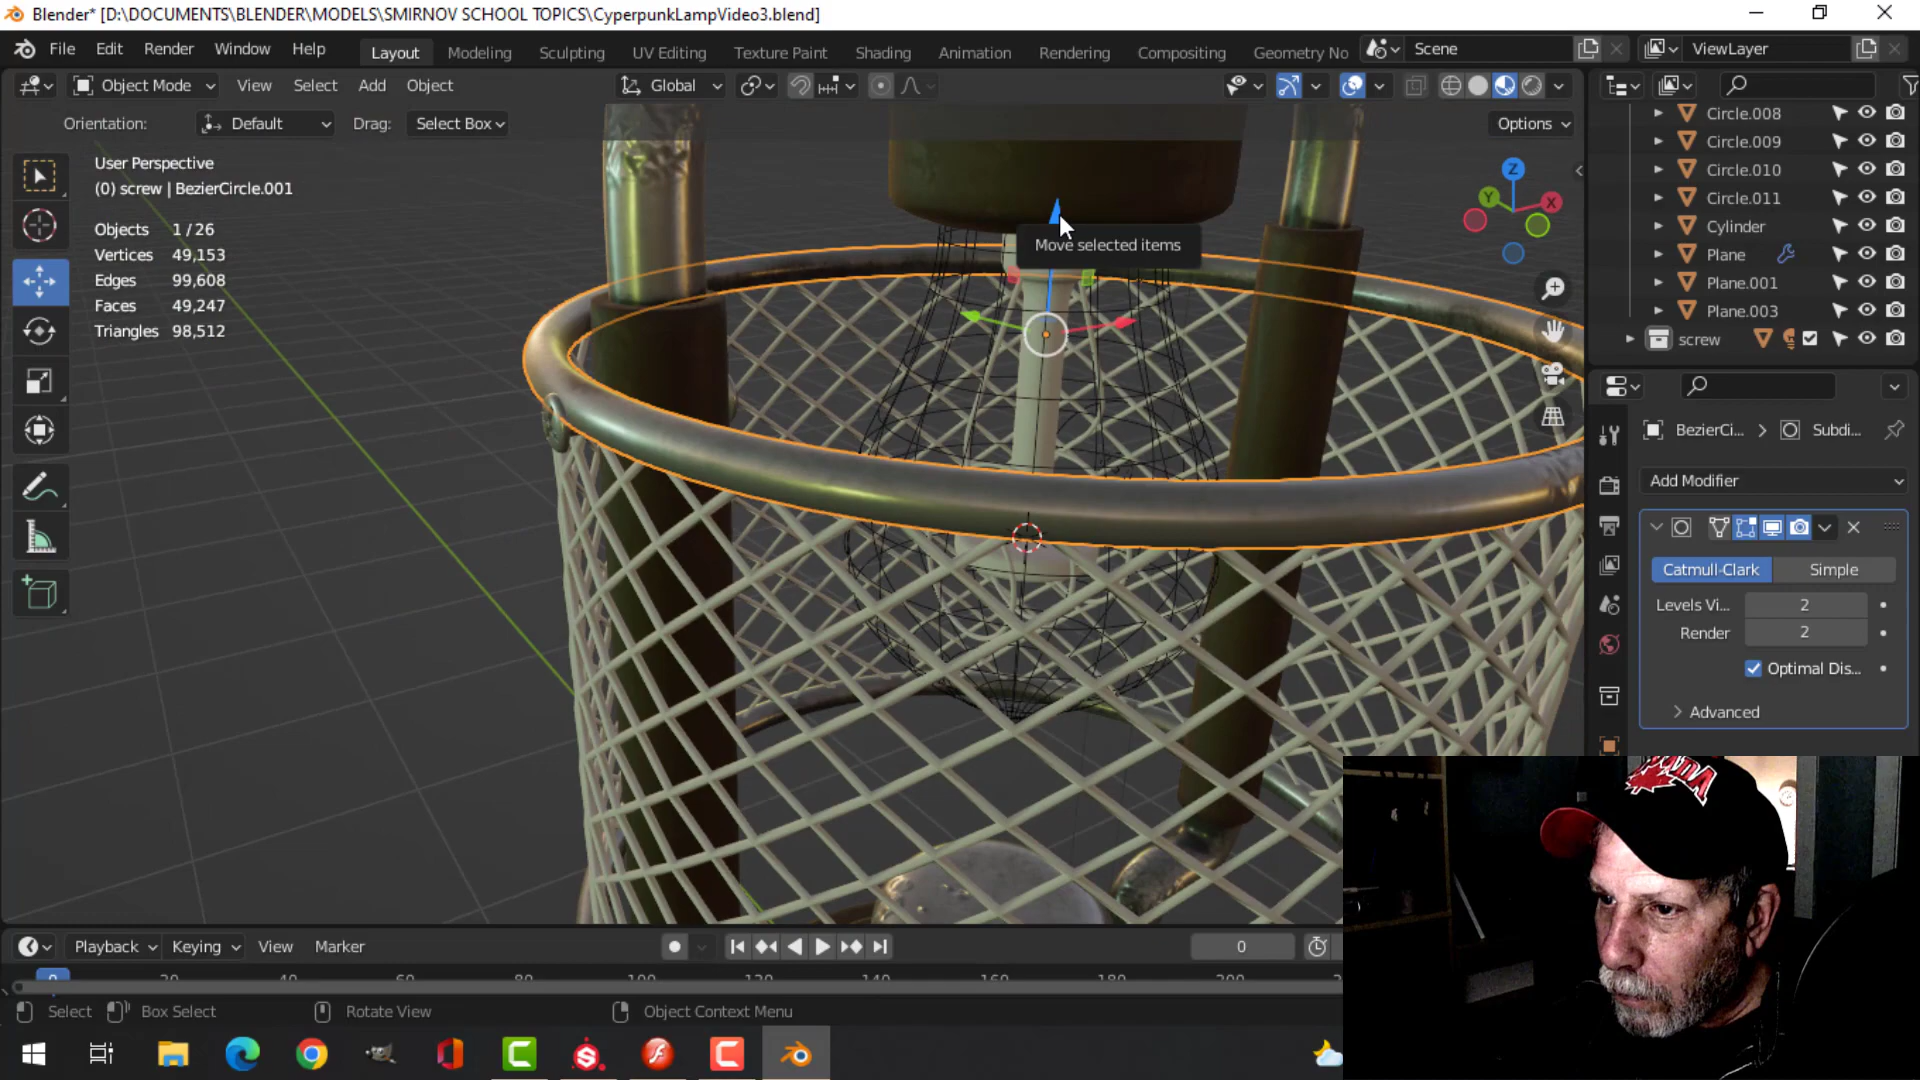 Blender* [D:\DOCUMENTS\BLENDER\MODELS\SMIRNOV SCHOOL TOPICS\CyperpunkLampVideo3.blend]
File Edit Render Window Help Layout Modeling Sculpting UV Editing Texture Paint Shading Animation Rendering Compositing Geometry No Scene ViewLayer
Object Mode View Select Add Object Global
Orientation: Default Drag: Select Box Options
User Perspective
(0) screw | BezierCircle.001
Objects 1 / 26
Vertices 49,153
Edges 99,608
Faces 49,247
Triangles 98,512
Move selected items
Z
Y
X
Circle.008
Circle.009
Circle.010
Circle.011
Cylinder
Plane
Plane.001
Plane.003
screw
BezierCi... > Subdi...
Add Modifier
Catmull-Clark Simple
Levels Vi... 2
Render 2
Optimal Dis...
Advanced
Playback Keying View Marker 0
0
Select Box Select Rotate View Object Context Menu